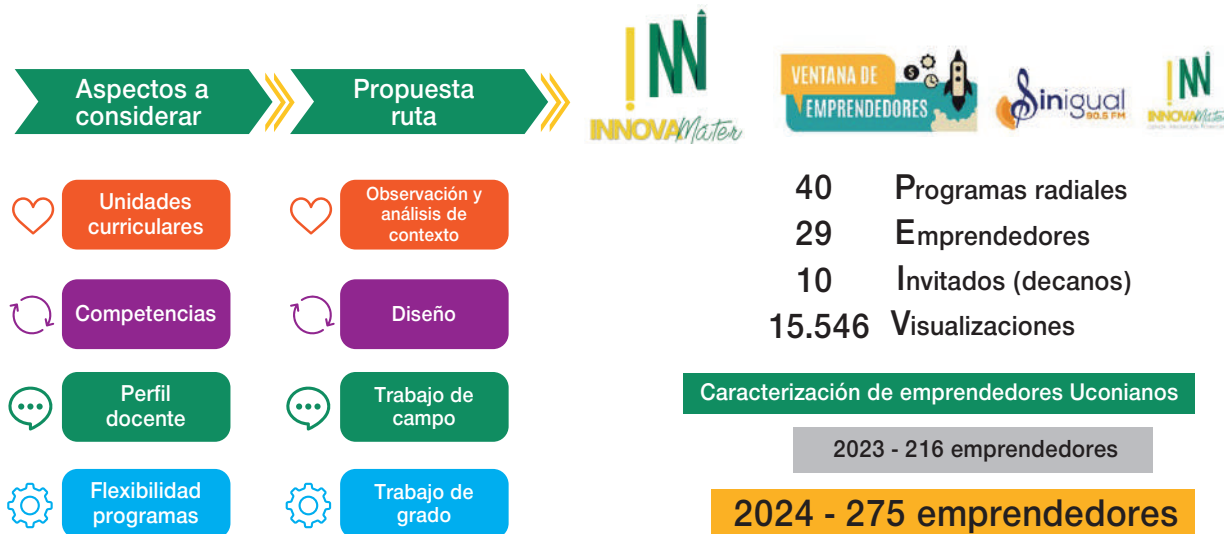 Aspectos a
considerar
Propuesta
ruta
Unidades
curriculares
Observación y
análisis de
contexto
Competencias
Diseño
Perfil
docente
Trabajo de
campo
Flexibilidad
programas
Trabajo de
grado
INN
INNOVAMater
VENTANA DE
EMPRENDEDORES
Sinigual
90.5 FM
INN
INNOVAMater
40 Programas radiales
29 Emprendedores
10 Invitados (decanos)
15.546 Visualizaciones
Caracterización de emprendedores Uconianos
2023 - 216 emprendedores
2024 - 275 emprendedores